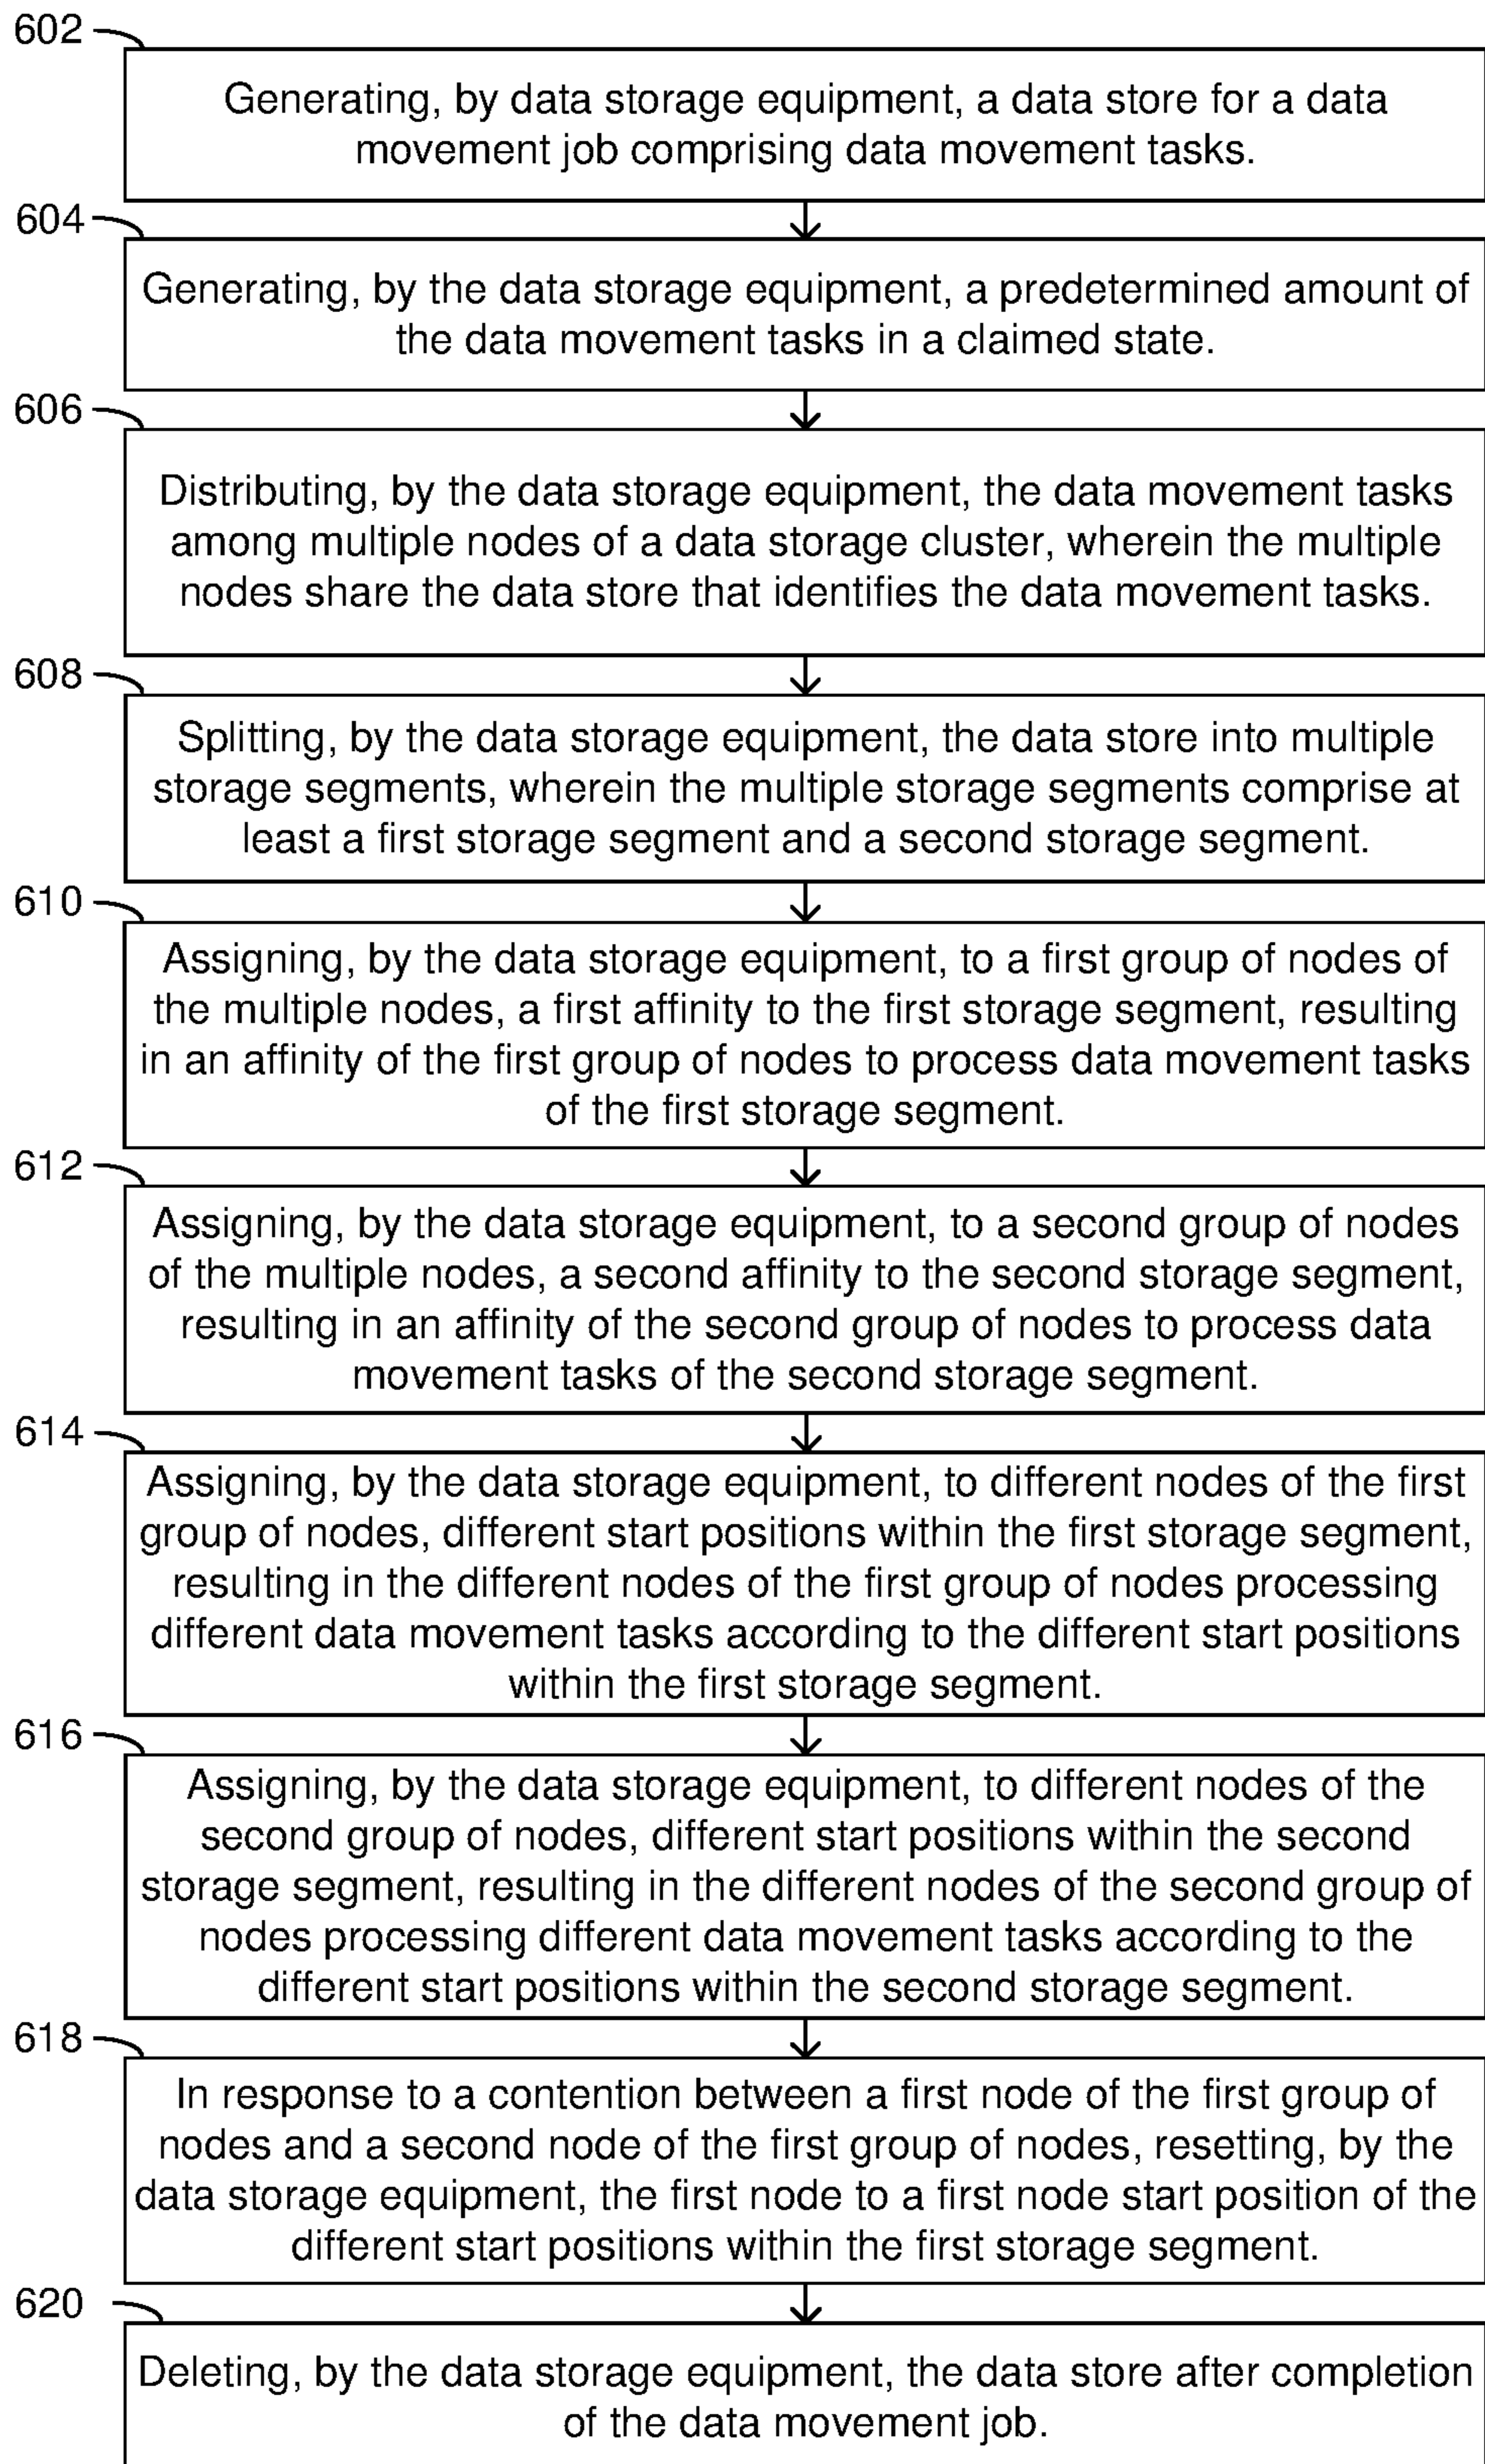 602
Generating, by data storage equipment, a data store for a data
movement job comprising data movement tasks.
604
Generating, by the data storage equipment, a predetermined amount of
the data movement tasks in a claimed state.
606
Distributing, by the data storage equipment, the data movement tasks
among multiple nodes of a data storage cluster, wherein the multiple
nodes share the data store that identifies the data movement tasks.
608
Splitting, by the data storage equipment, the data store into multiple
storage segments, wherein the multiple storage segments comprise at
least a first storage segment and a second storage segment.
610
Assigning, by the data storage equipment, to a first group of nodes of
the multiple nodes, a first affinity to the first storage segment, resulting
in an affinity of the first group of nodes to process data movement tasks
of the first storage segment.
612
Assigning, by the data storage equipment, to a second group of nodes
of the multiple nodes, a second affinity to the second storage segment,
resulting in an affinity of the second group of nodes to process data
movement tasks of the second storage segment.
614
Assigning, by the data storage equipment, to different nodes of the first
group of nodes, different start positions within the first storage segment,
resulting in the different nodes of the first group of nodes processing
different data movement tasks according to the different start positions
within the first storage segment.
616
Assigning, by the data storage equipment, to different nodes of the
second group of nodes, different start positions within the second
storage segment, resulting in the different nodes of the second group of
nodes processing different data movement tasks according to the
different start positions within the second storage segment.
618
In response to a contention between a first node of the first group of
nodes and a second node of the first group of nodes, resetting, by the
data storage equipment, the first node to a first node start position of the
different start positions within the first storage segment.
620
Deleting, by the data storage equipment, the data store after completion
of the data movement job.